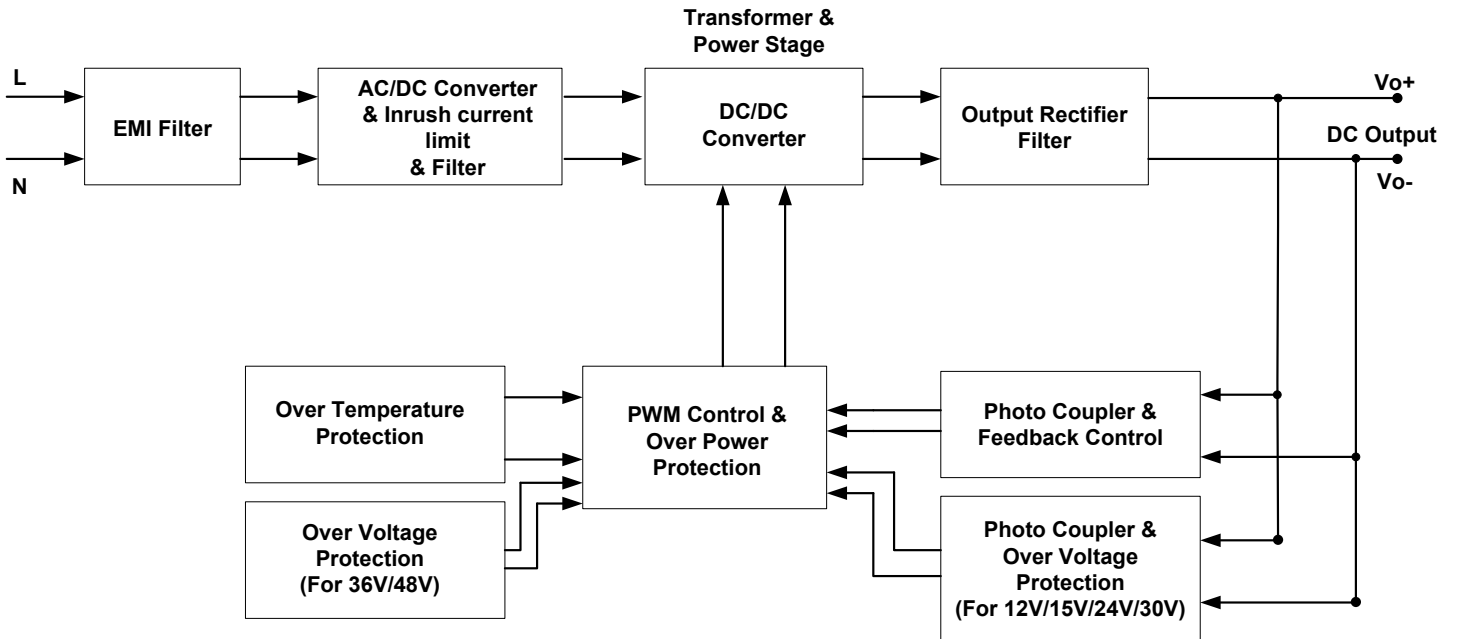 Transformer &
Power Stage
L
N
EMI Filter
AC/DC Converter
& Inrush current
limit
& Filter
DC/DC
Converter
Output Rectifier
Filter
Vo+
DC Output
Vo-
Over Temperature
Protection
PWM Control &
Over Power
Protection
Photo Coupler &
Feedback Control
Over Voltage
Protection
(For 36V/48V)
Photo Coupler &
Over Voltage
Protection
(For 12V/15V/24V/30V)